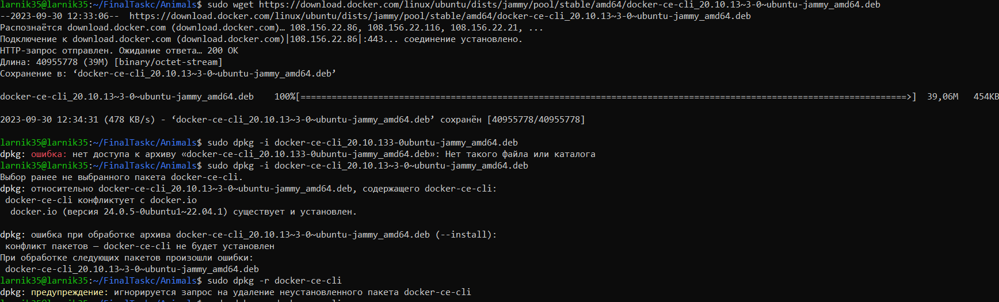 larnik35@larnik35:~/FinalTaskc/Animals$ sudo wget https://download.docker.com/linux/ubuntu/dists/jammy/pool/stable/amd64/docker-ce-cli_20.10.13~3-0~ubuntu-jammy_amd64.deb
--2023-09-30 12:33:06--  https://download.docker.com/linux/ubuntu/dists/jammy/pool/stable/amd64/docker-ce-cli_20.10.13~3-0~ubuntu-jammy_amd64.deb
Распознаётся download.docker.com (download.docker.com)… 108.156.22.86, 108.156.22.116, 108.156.22.21, ...
Подключение к download.docker.com (download.docker.com)|108.156.22.86|:443... соединение установлено.
HTTP-запрос отправлен. Ожидание ответа… 200 OK
Длина: 40955778 (39M) [binary/octet-stream]
Сохранение в: ‘docker-ce-cli_20.10.13~3-0~ubuntu-jammy_amd64.deb’
docker-ce-cli_20.10.13~3-0~ubuntu-jammy_amd64.deb    100%[=====================================================================================================================>]  39,06M   454KB
2023-09-30 12:34:31 (478 KB/s) - ‘docker-ce-cli_20.10.13~3-0~ubuntu-jammy_amd64.deb’ сохранён [40955778/40955778]
larnik35@larnik35:~/FinalTaskc/Animals$ sudo dpkg -i docker-ce-cli_20.10.133-0ubuntu-jammy_amd64.deb
dpkg: ошибка: нет доступа к архиву «docker-ce-cli_20.10.133-0ubuntu-jammy_amd64.deb»: Нет такого файла или каталога
larnik35@larnik35:~/FinalTaskc/Animals$ sudo dpkg -i docker-ce-cli_20.10.13~3-0~ubuntu-jammy_amd64.deb
Выбор ранее не выбранного пакета docker-ce-cli.
dpkg: относительно docker-ce-cli_20.10.13~3-0~ubuntu-jammy_amd64.deb, содержащего docker-ce-cli:
 docker-ce-cli конфликтует с docker.io
  docker.io (версия 24.0.5-0ubuntu1~22.04.1) существует и установлен.
dpkg: ошибка при обработке архива docker-ce-cli_20.10.13~3-0~ubuntu-jammy_amd64.deb (--install):
 конфликт пакетов — docker-ce-cli не будет установлен
При обработке следующих пакетов произошли ошибки:
 docker-ce-cli_20.10.13~3-0~ubuntu-jammy_amd64.deb
larnik35@larnik35:~/FinalTaskc/Animals$ sudo dpkg -r docker-ce-cli
dpkg: предупреждение: игнорируется запрос на удаление неустановленного пакета docker-ce-cli